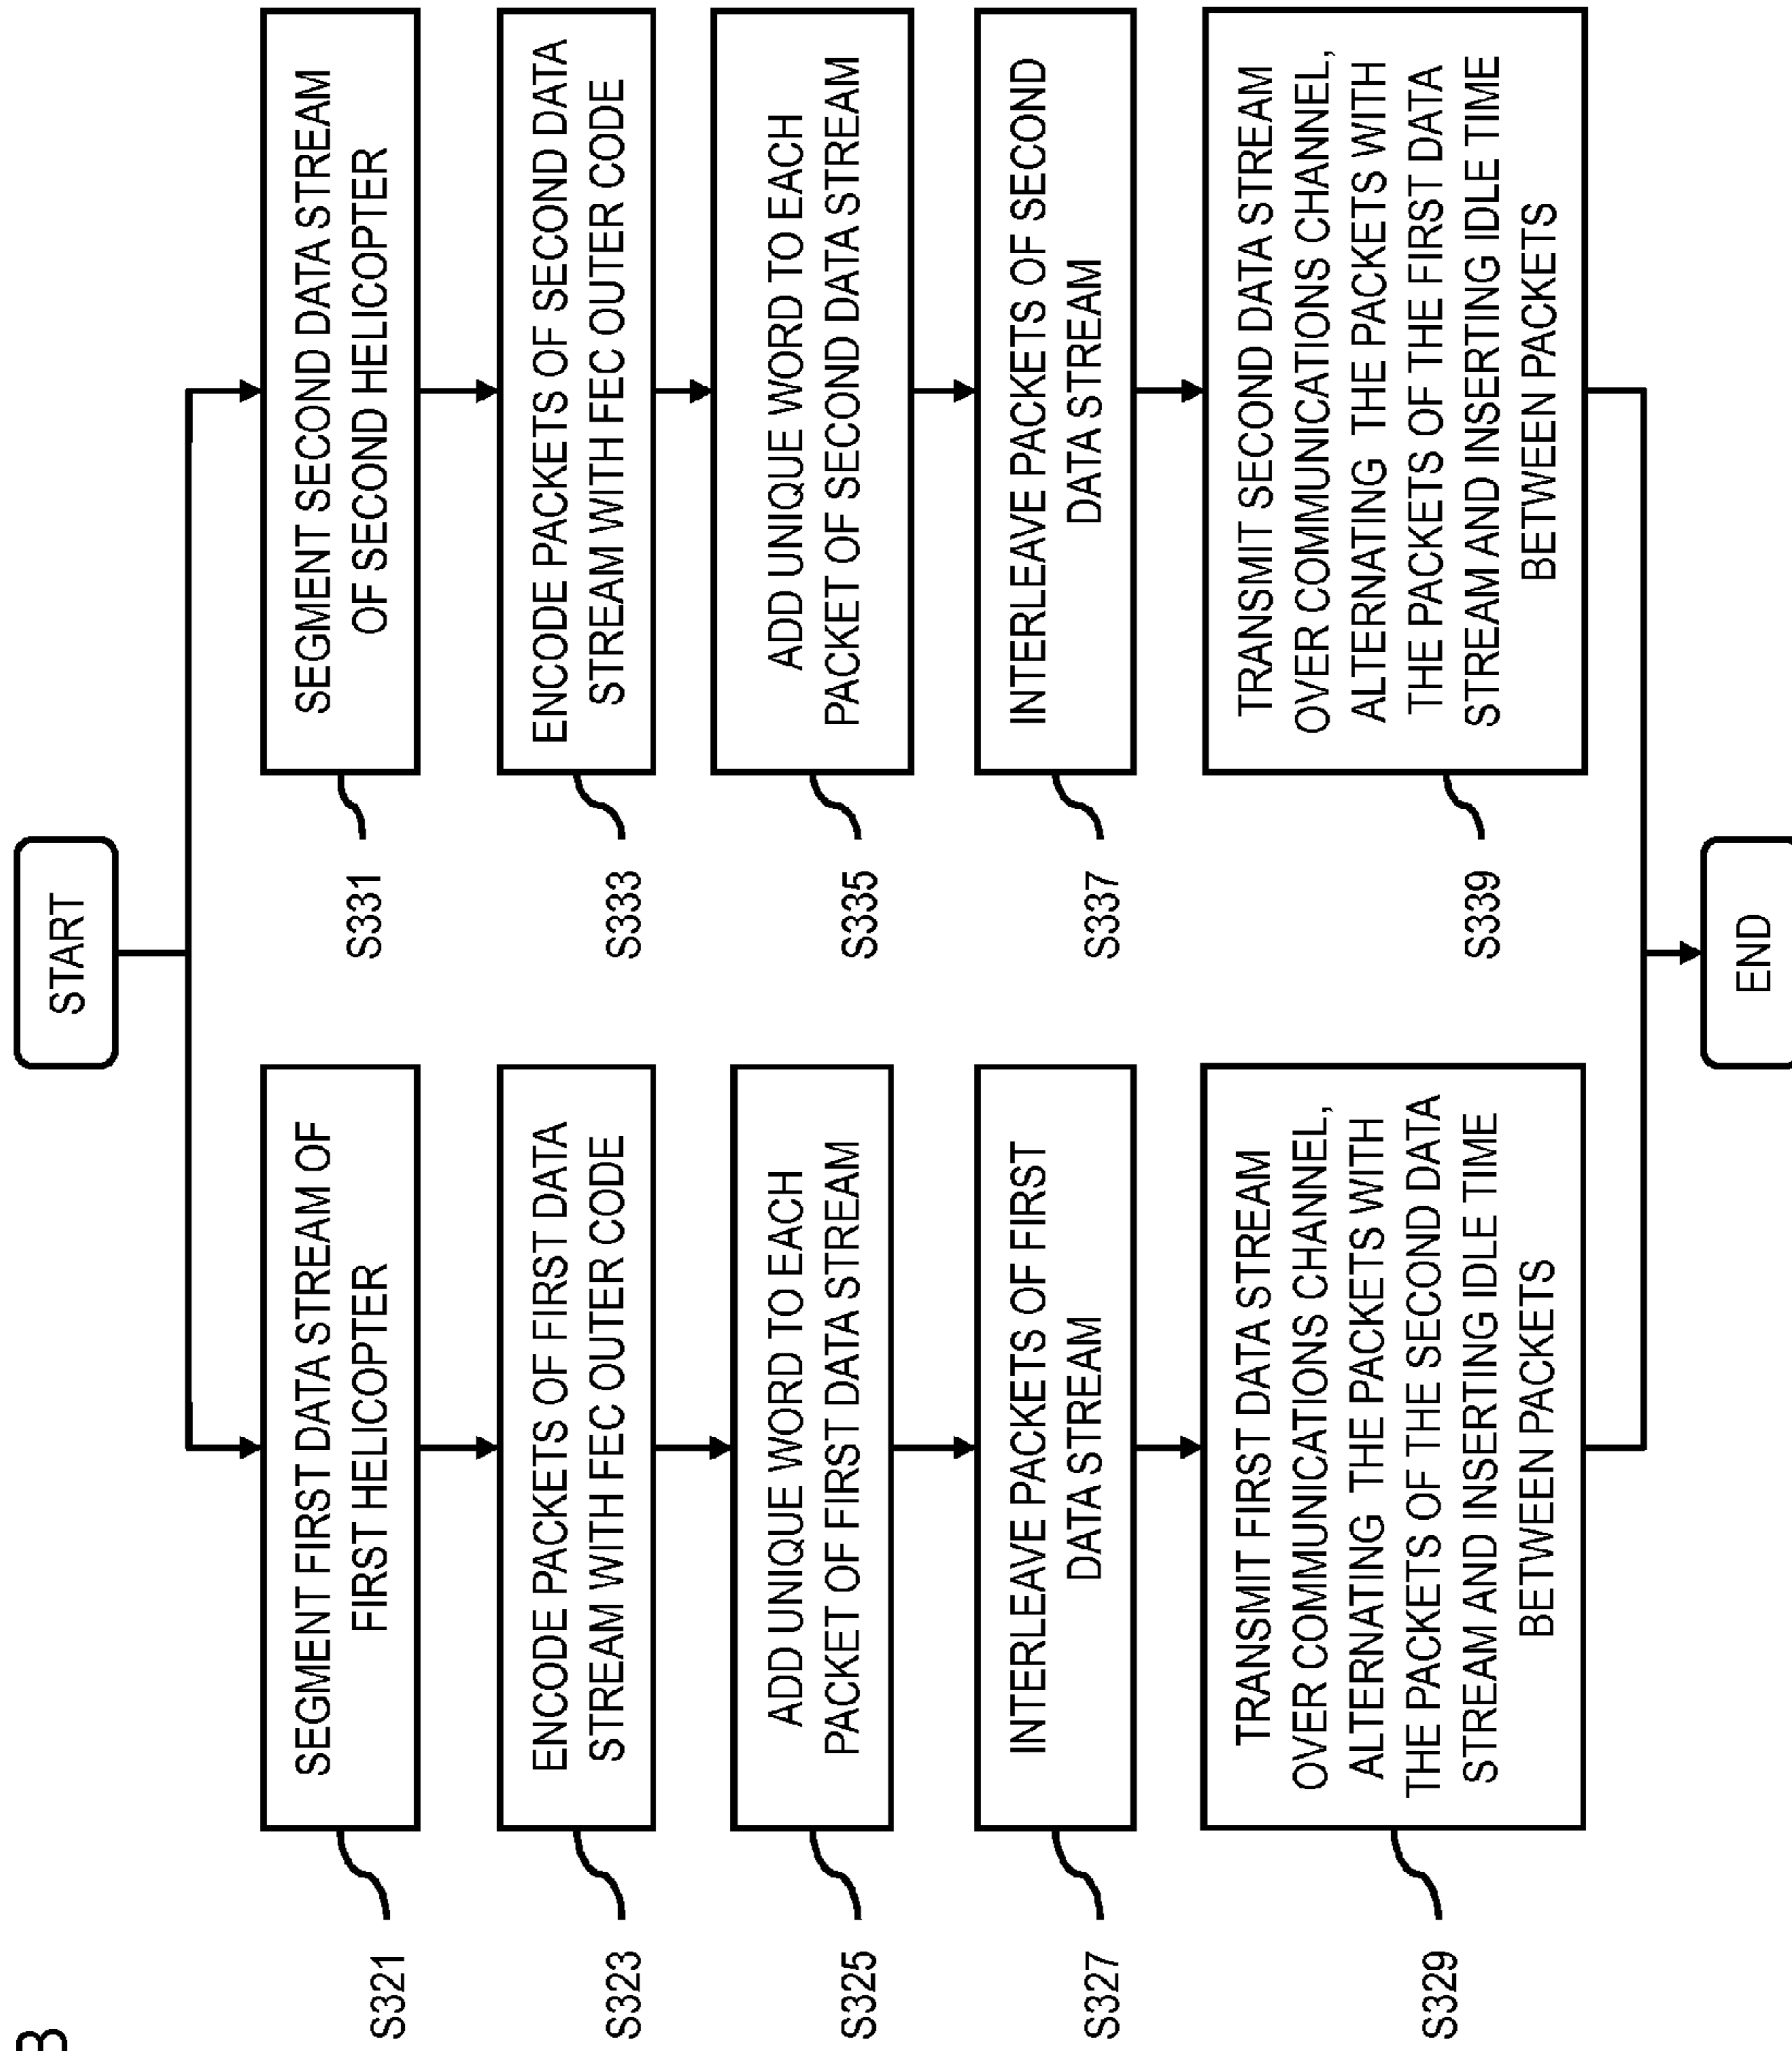 B
START
S321
SEGMENT FIRST DATA STREAM OF
FIRST HELICOPTER
S323
ENCODE PACKETS OF FIRST DATA
STREAM WITH FEC OUTER CODE
S325
ADD UNIQUE WORD TO EACH
PACKET OF FIRST DATA STREAM
S327
INTERLEAVE PACKETS OF FIRST
DATA STREAM
S329
TRANSMIT FIRST DATA STREAM
OVER COMMUNICATIONS CHANNEL,
ALTERNATING THE PACKETS WITH
THE PACKETS OF THE SECOND DATA
STREAM AND INSERTING IDLE TIME
BETWEEN PACKETS
S331
SEGMENT SECOND DATA STREAM
OF SECOND HELICOPTER
S333
ENCODE PACKETS OF SECOND DATA
STREAM WITH FEC OUTER CODE
S335
ADD UNIQUE WORD TO EACH
PACKET OF SECOND DATA STREAM
S337
INTERLEAVE PACKETS OF SECOND
DATA STREAM
S339
TRANSMIT SECOND DATA STREAM
OVER COMMUNICATIONS CHANNEL,
ALTERNATING THE PACKETS WITH
THE PACKETS OF THE FIRST DATA
STREAM AND INSERTING IDLE TIME
BETWEEN PACKETS
END